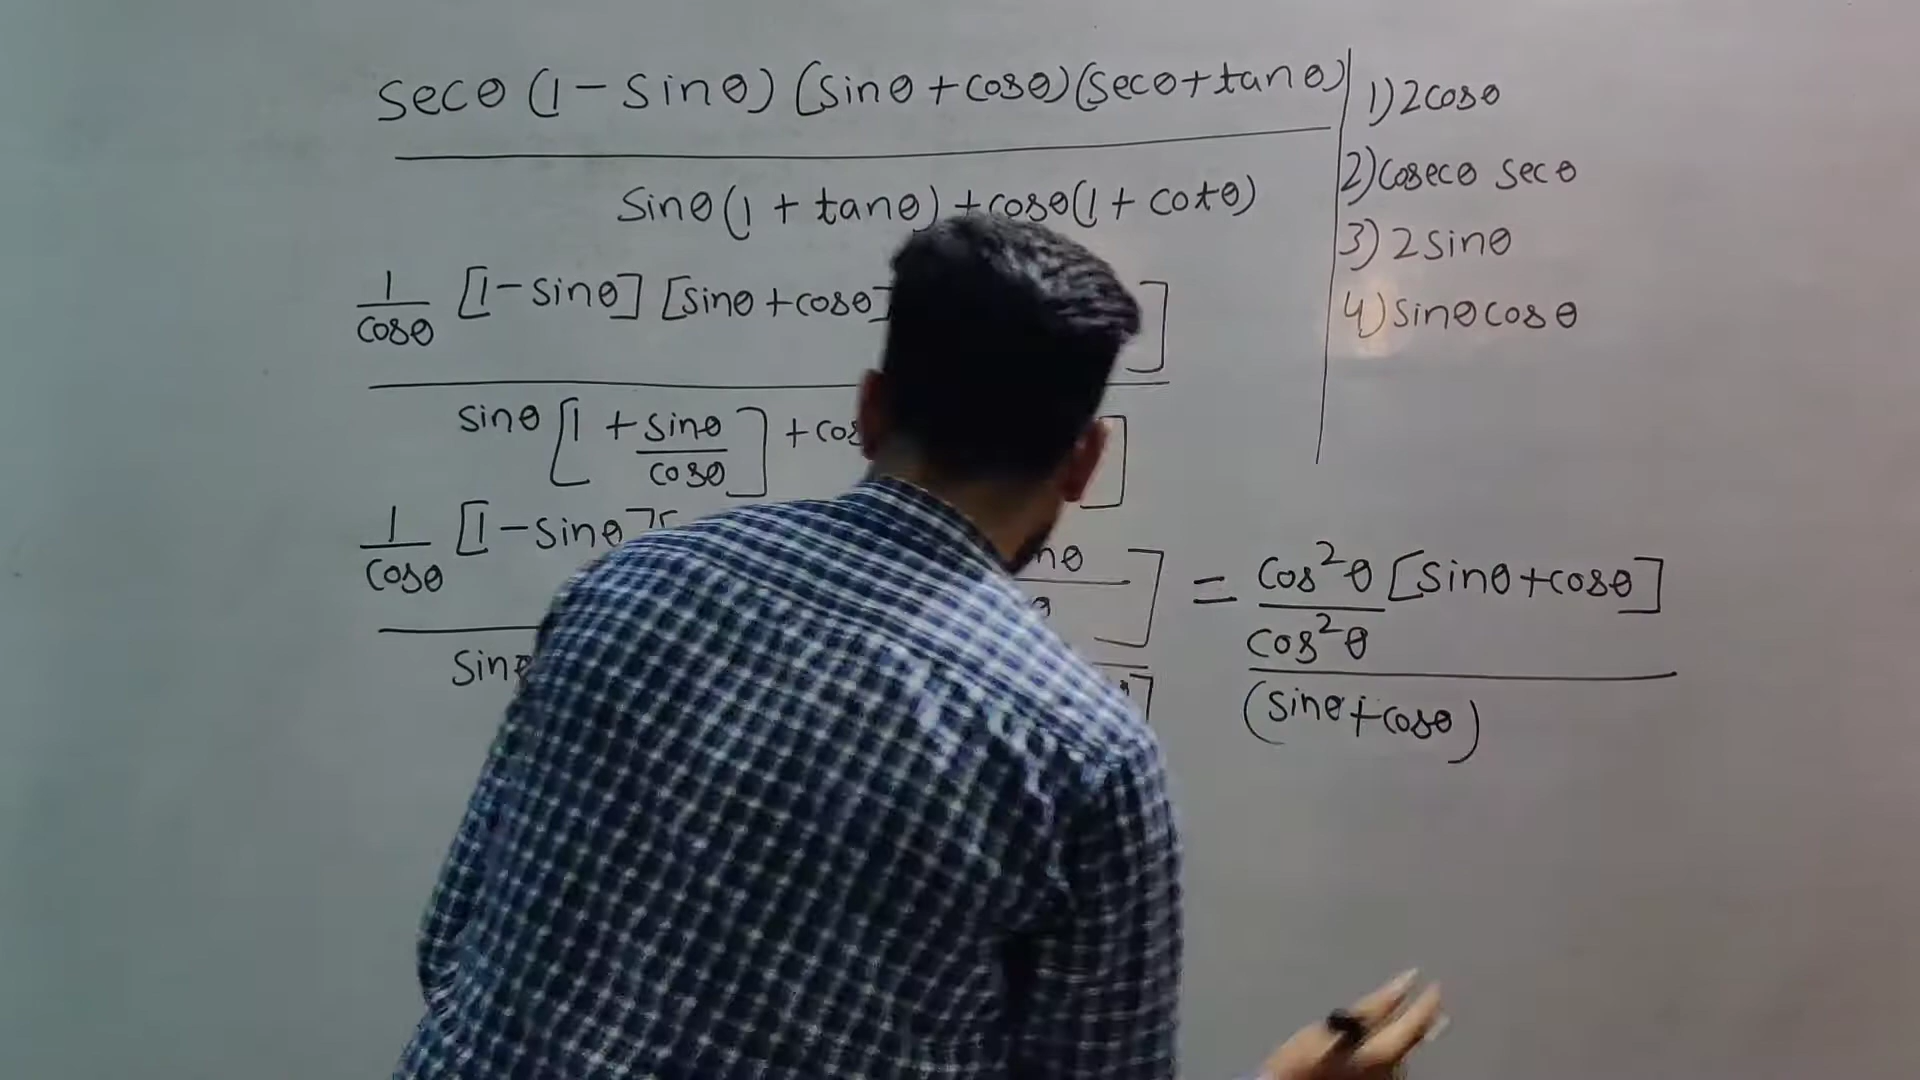 secθ (1 - sinθ) (sinθ + cosθ) (secθ + tanθ)
sinθ (1 + tanθ) + cosθ (1 + cotθ)
1) 2cosθ
2) cosecθ secθ
3) 2sinθ
4) sinθcosθ
1 [1 - sinθ] [sinθ + cosθ] ]
cosθ
sinθ [1 + sinθ ] + cos ]
cosθ
1 [1 - sinθ] [ nθ ]
cosθ
sinθ ]
= cos²θ [sinθ + cosθ]
cos²θ
(sinθ + cosθ)